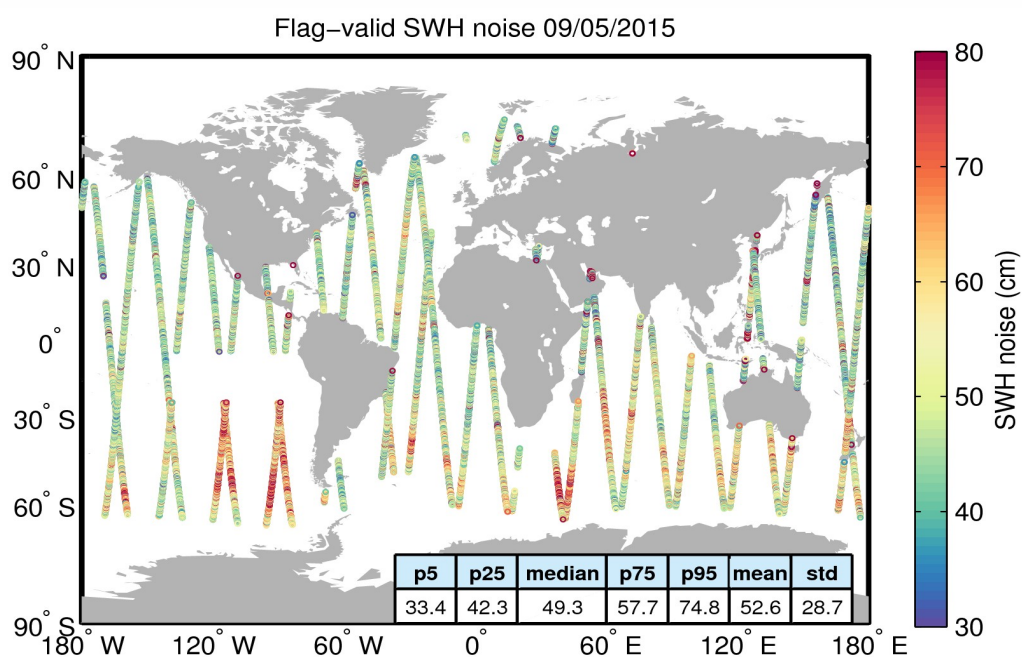 Flag−valid SWH noise 09/05/2015
90° N
60° N
30° N
0°
30° S
60° S
90° S
180° W
120° W
60° W
0°
60° E
120° E
180° E
80
70
60
50
40
30
SWH noise (cm)
p5 p25 median p75 p95 mean std
33.4 42.3 49.3 57.7 74.8 52.6 28.7